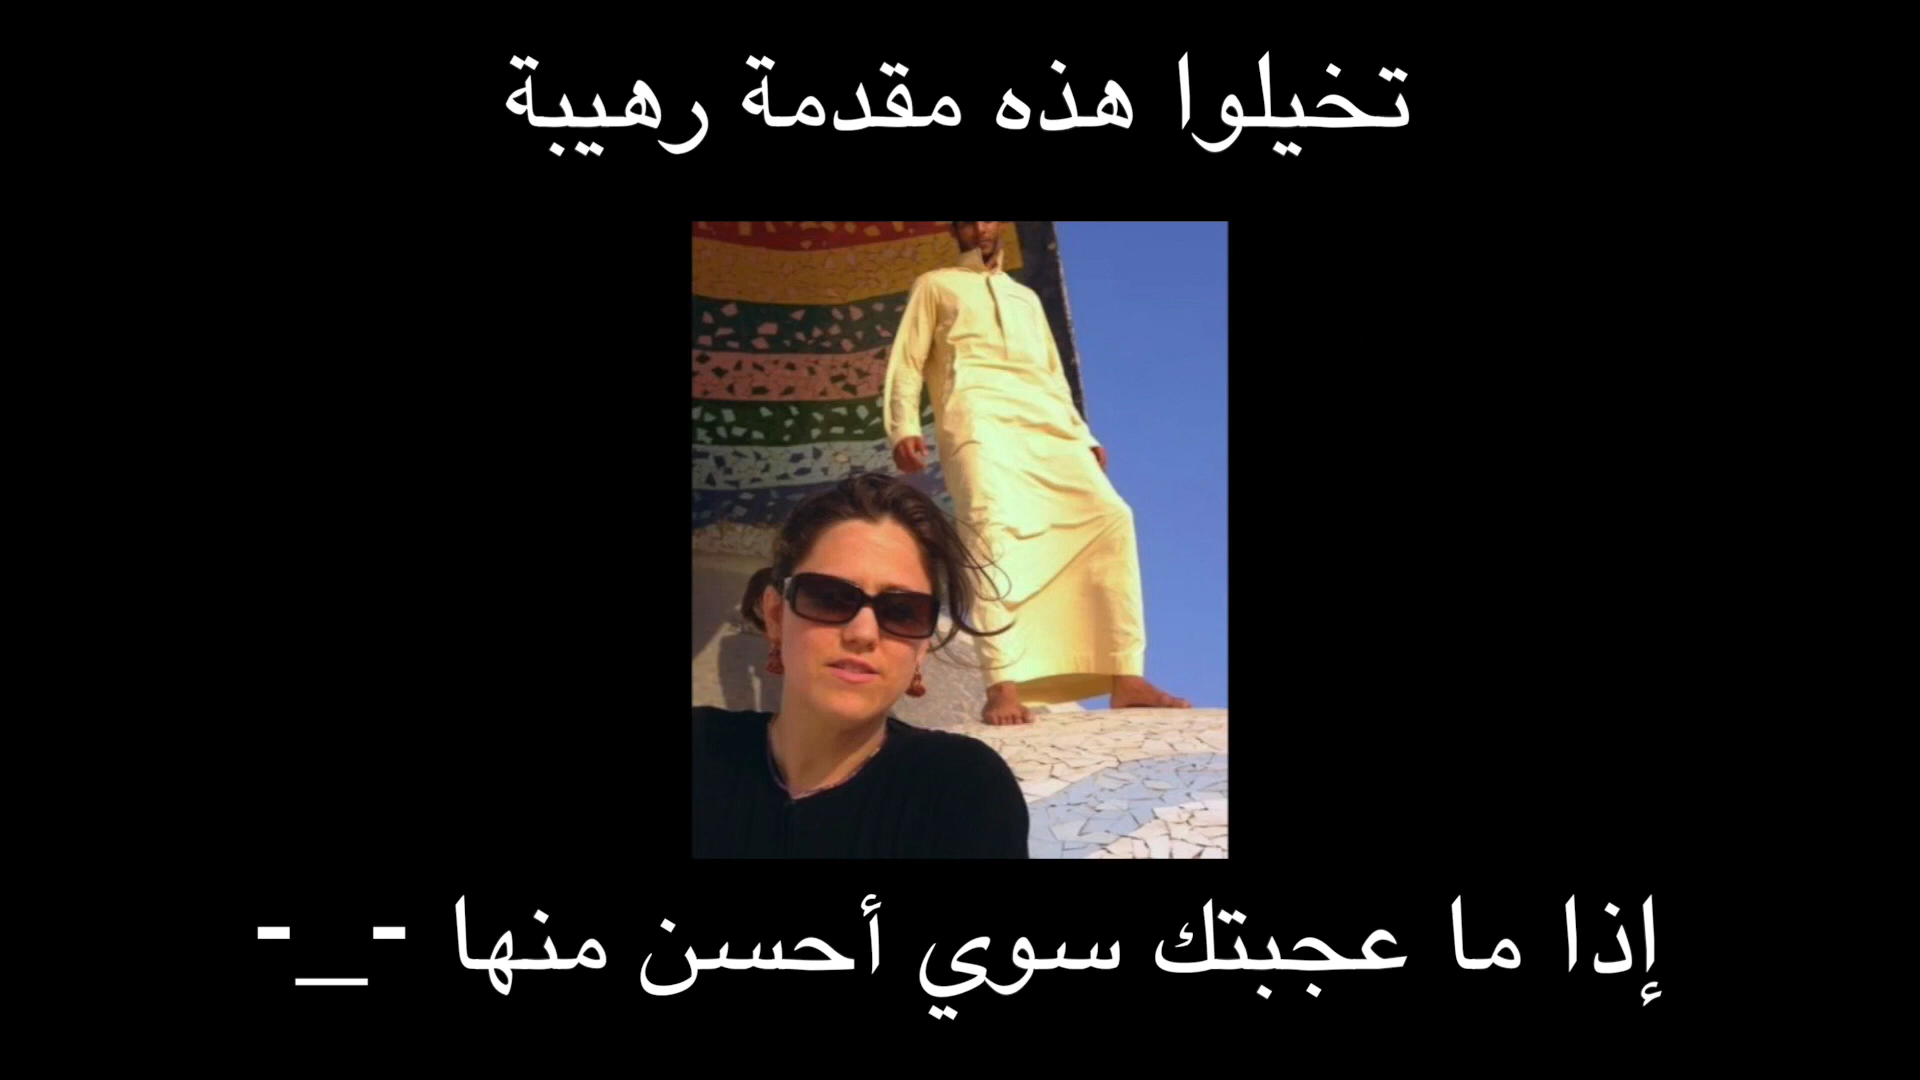 تخيلوا هذه مقدمة رهيبة
إذا ما عجبتك سوي أحسن منها -_-